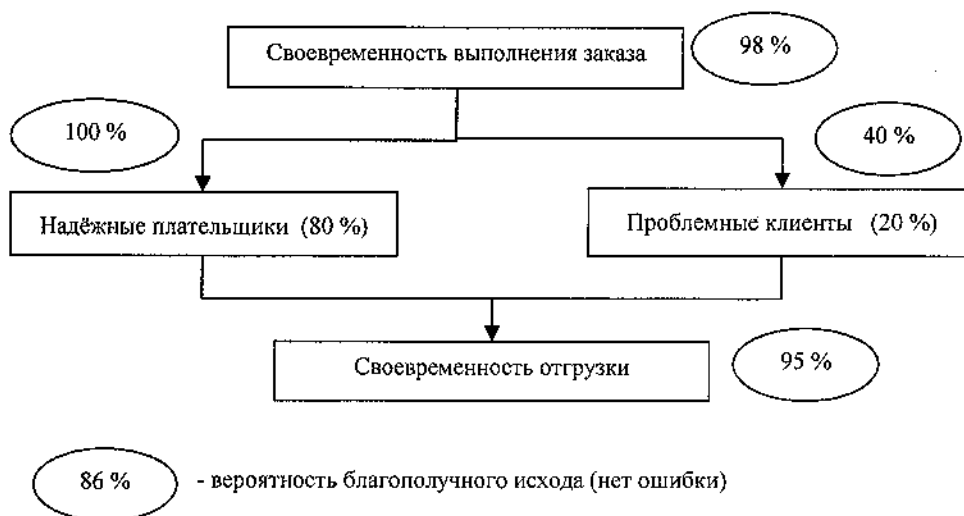 Своевременность выполнения заказа
98 %
100 %
40 %
Надёжные плательщики (80 %)
Проблемные клиенты (20 %)
Своевременность отгрузки
95 %
86 %
- вероятность благополучного исхода (нет ошибки)